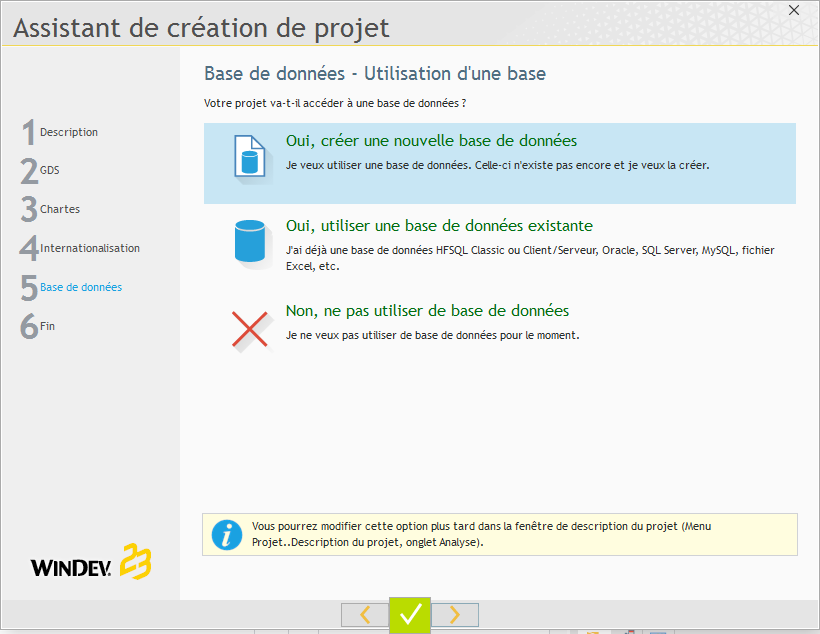 Assistant de création de projet
Base de données - Utilisation d'une base
Votre projet va-t-il accéder à une base de données ?
1 Description
2 GDS
3 Chartes
4 Internationalisation
5 Base de données
6 Fin
Oui, créer une nouvelle base de données
Je veux utiliser une base de données. Celle-ci n'existe pas encore et je veux la créer.
Oui, utiliser une base de données existante
J'ai déjà une base de données HFSQL Classic ou Client/Serveur, Oracle, SQL Server, MySQL, fichier
Excel, etc.
Non, ne pas utiliser de base de données
Je ne veux pas utiliser de base de données pour le moment.
Vous pourrez modifier cette option plus tard dans la fenêtre de description du projet (Menu
Projet..Description du projet, onglet Analyse).
WINDEV. 23